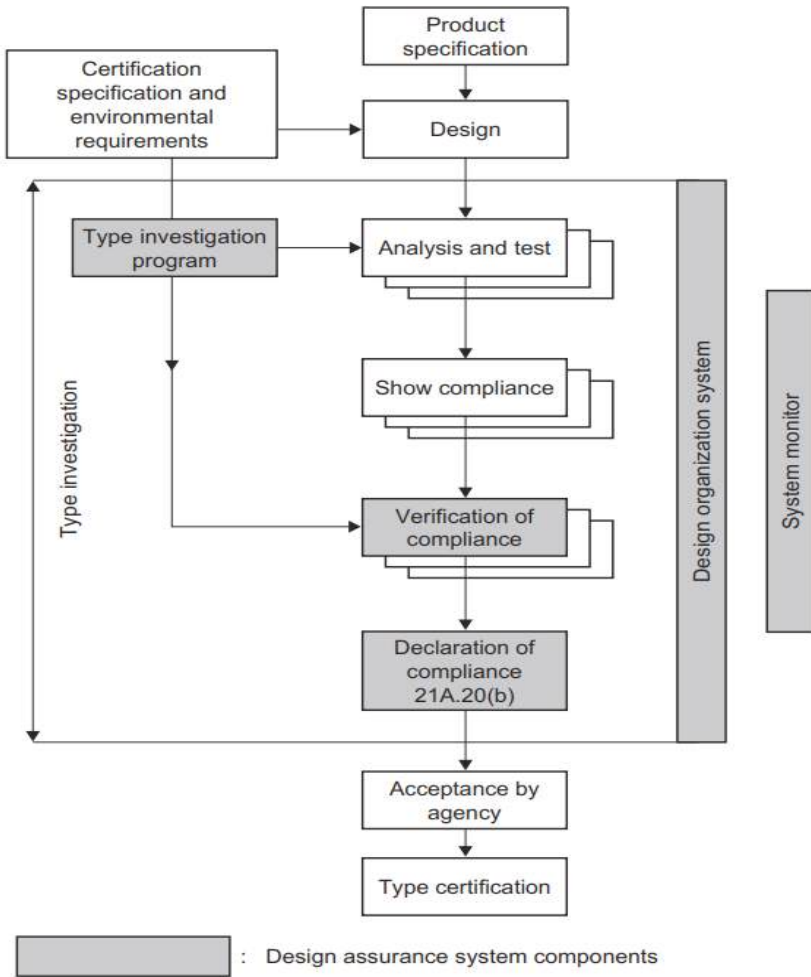 Product
specification
Certification
specification and
environmental
requirements
Design
Type investigation
program
Analysis and test
Show compliance
Type investigation
Verification of
compliance
Design organization system
System monitor
Declaration of
compliance
21A.20(b)
Acceptance by
agency
Type certification
: Design assurance system components